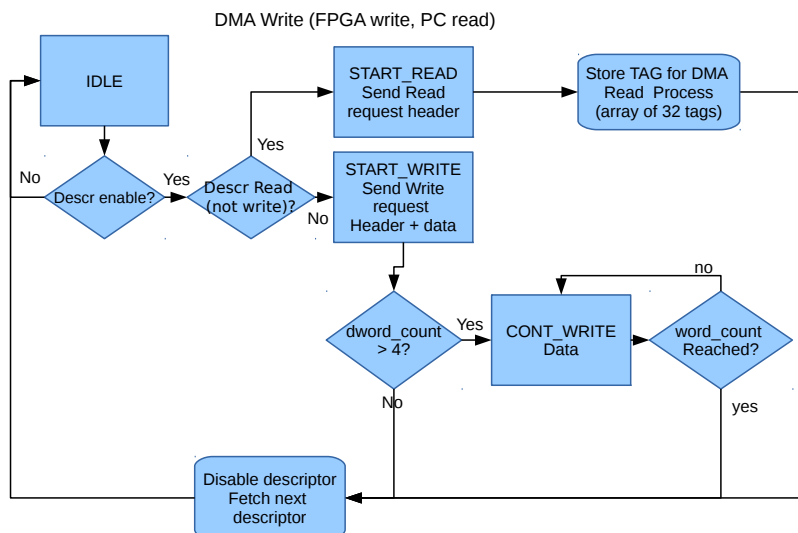 DMA Write (FPGA write, PC read)
IDLE
START_READ
Send Read
request header
Store TAG for DMA
Read Process
(array of 32 tags)
Yes
No
Descr enable?
Yes
Descr Read
(not write)?
No
START_WRITE
Send Write
request
Header + data
no
dword_count
> 4?
Yes
CONT_WRITE
Data
word_count
Reached?
No
yes
Disable descriptor
Fetch next
descriptor